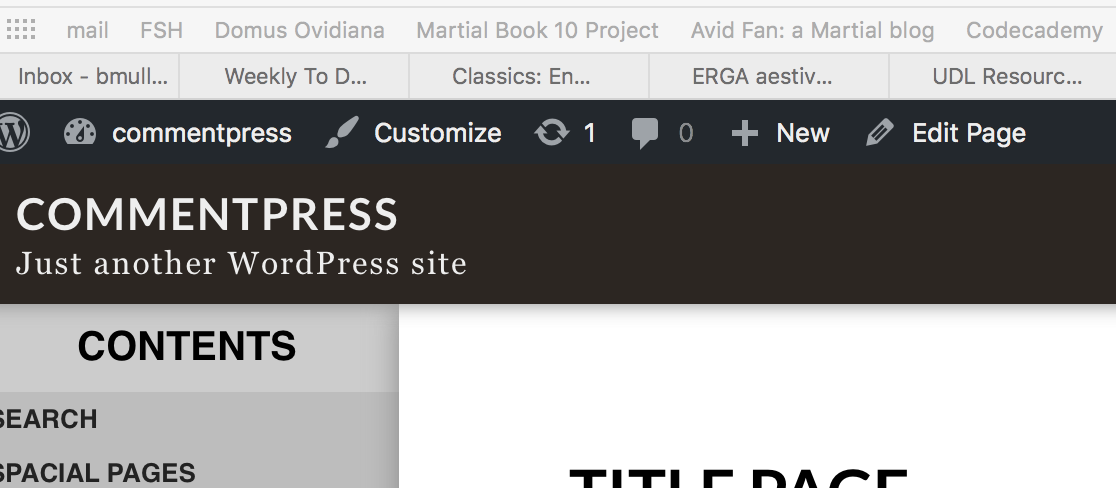 mail FSH Domus Ovidiana Martial Book 10 Project Avid Fan: a Martial blog Codecademy
Inbox - bmull... Weekly To D... Classics: En... ERGA aestiv... UDL Resourc...
commentpress Customize 1 0 New Edit Page
COMMENTPRESS
Just another WordPress site
CONTENTS
SEARCH
SPACIAL PAGES
TITLE PAGE